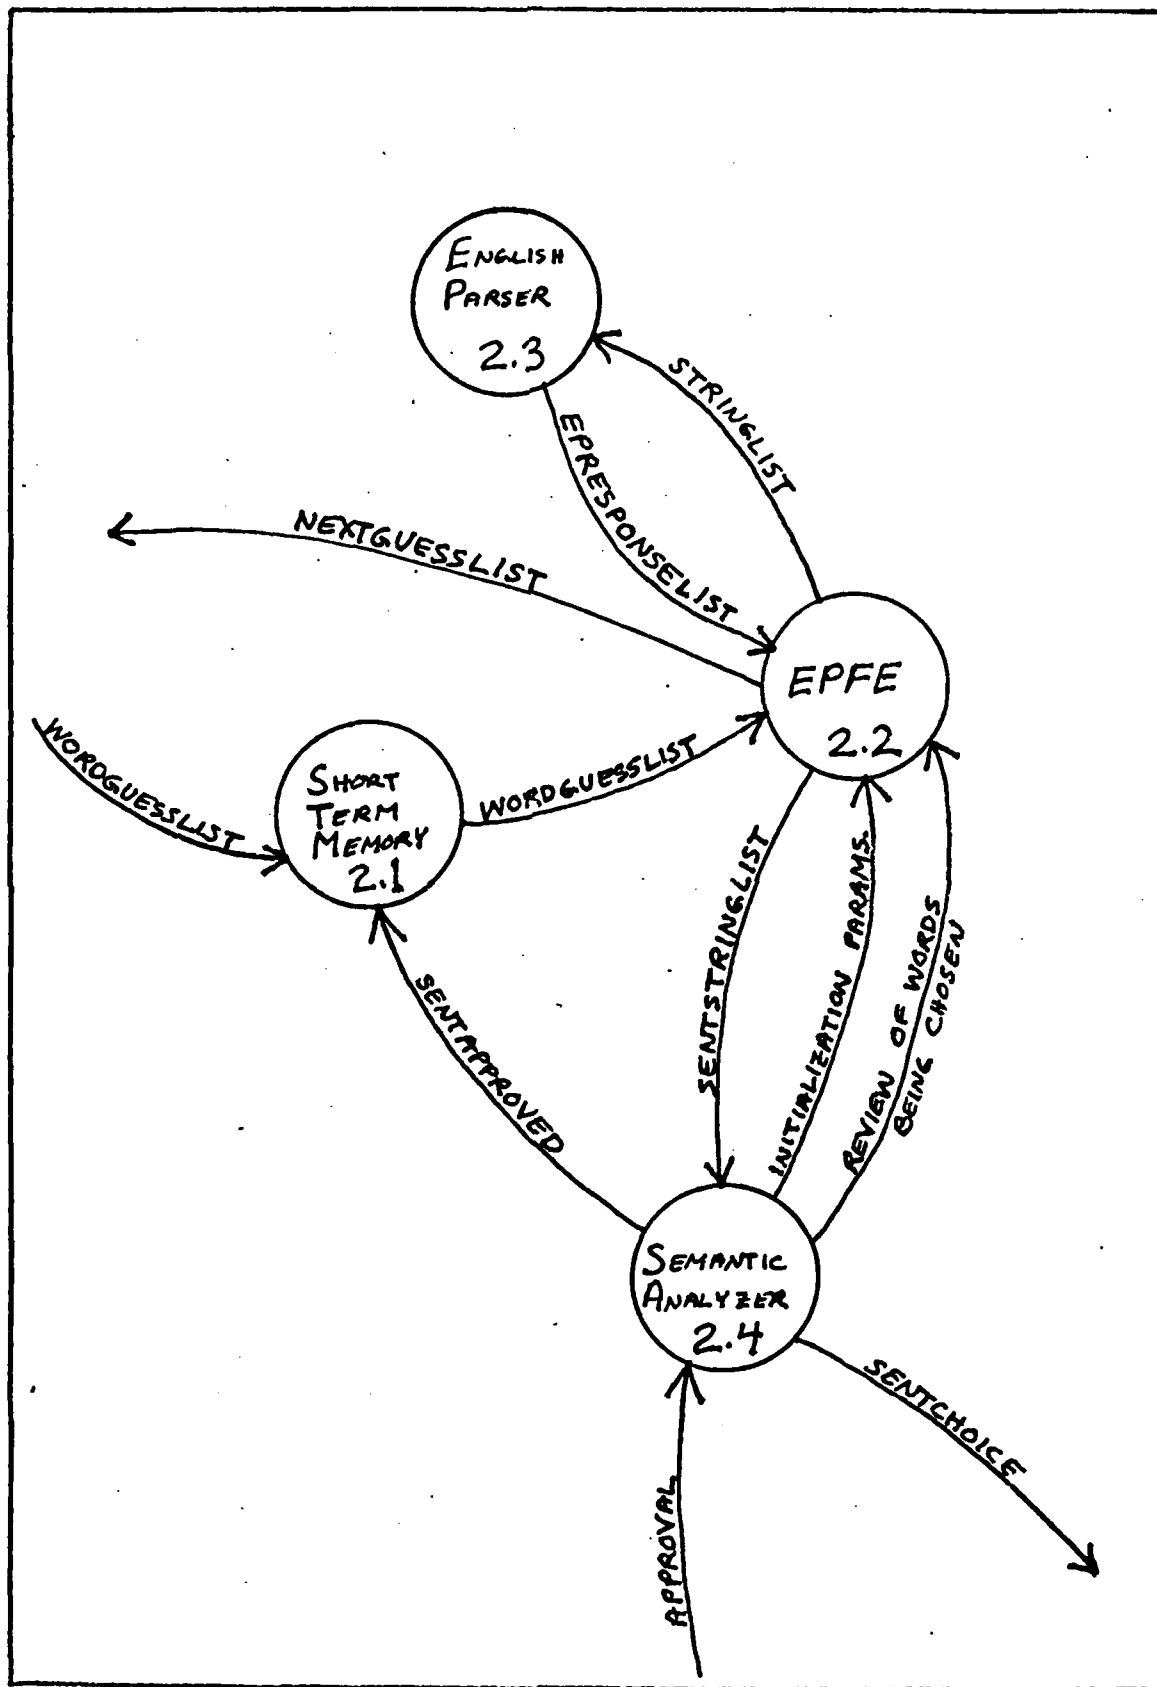 ENGLISH
PARSER
2.3
STRINGLIST
EPRESPONSELIST
NEXTGUESSLIST
EPFE
2.2
WORDGUESSLIST
SHORT
TERM
MEMORY
2.1
WORDGUESSLIST
SENTSTRINGLIST
INITIALIZATION PARAMS.
REVIEW OF WORDS
BEING CHOSEN
SENTAPPROVED
SEMANTIC
ANALYZER
2.4
SENTCHOICE
APPROVAL